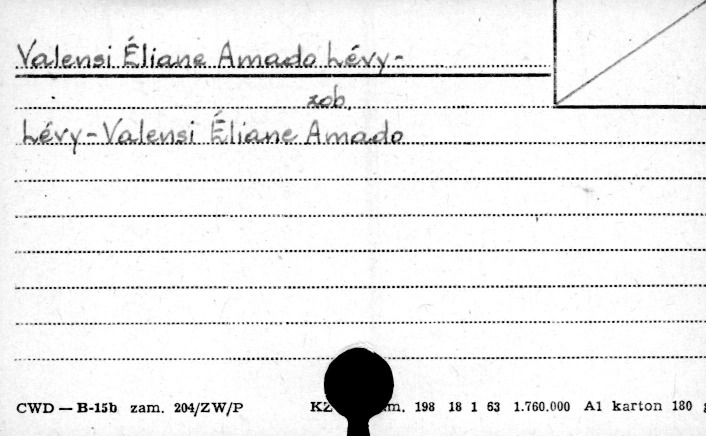 Valensi Éliane Amado Lévy-
zob.
Lévy-Valensi Éliane Amado
CWD — B-15b zam. 204/ZW/P KZ m. 198 18 1 63 1.760.000 A1 karton 180